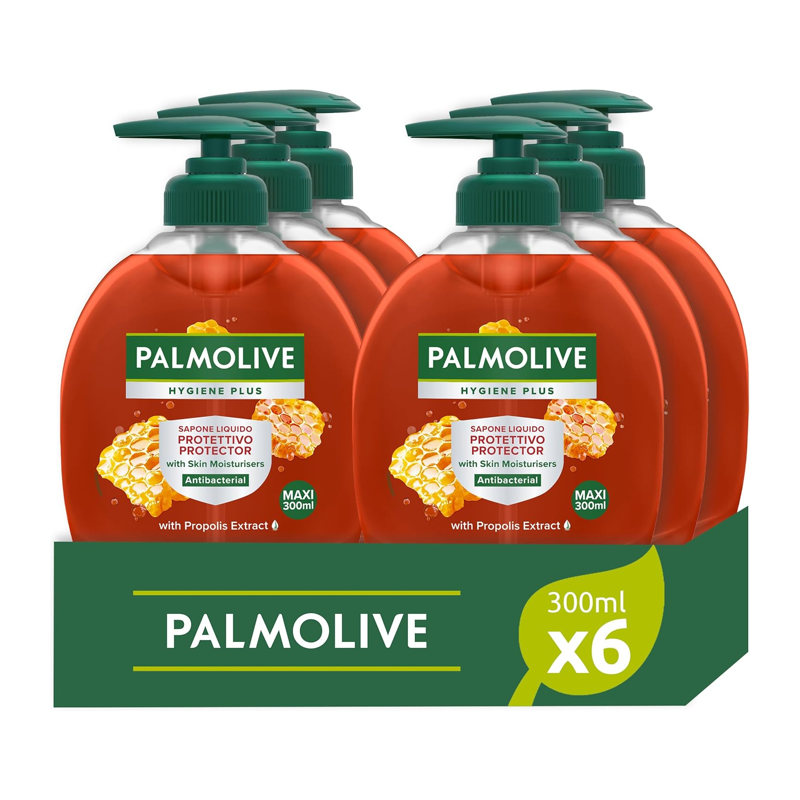 PALMOLIVE
HYGIENE PLUS
SAPONE LIQUIDO
PROTETTIVO
PROTECTOR
with Skin Moisturisers
Antibacterial
MAXI
300ml
with Propolis Extract
PALMOLIVE
HYGIENE PLUS
SAPONE LIQUIDO
PROTETTIVO
PROTECTOR
with Skin Moisturisers
Antibacterial
MAXI
300ml
with Propolis Extract
PALMOLIVE
300ml
x6